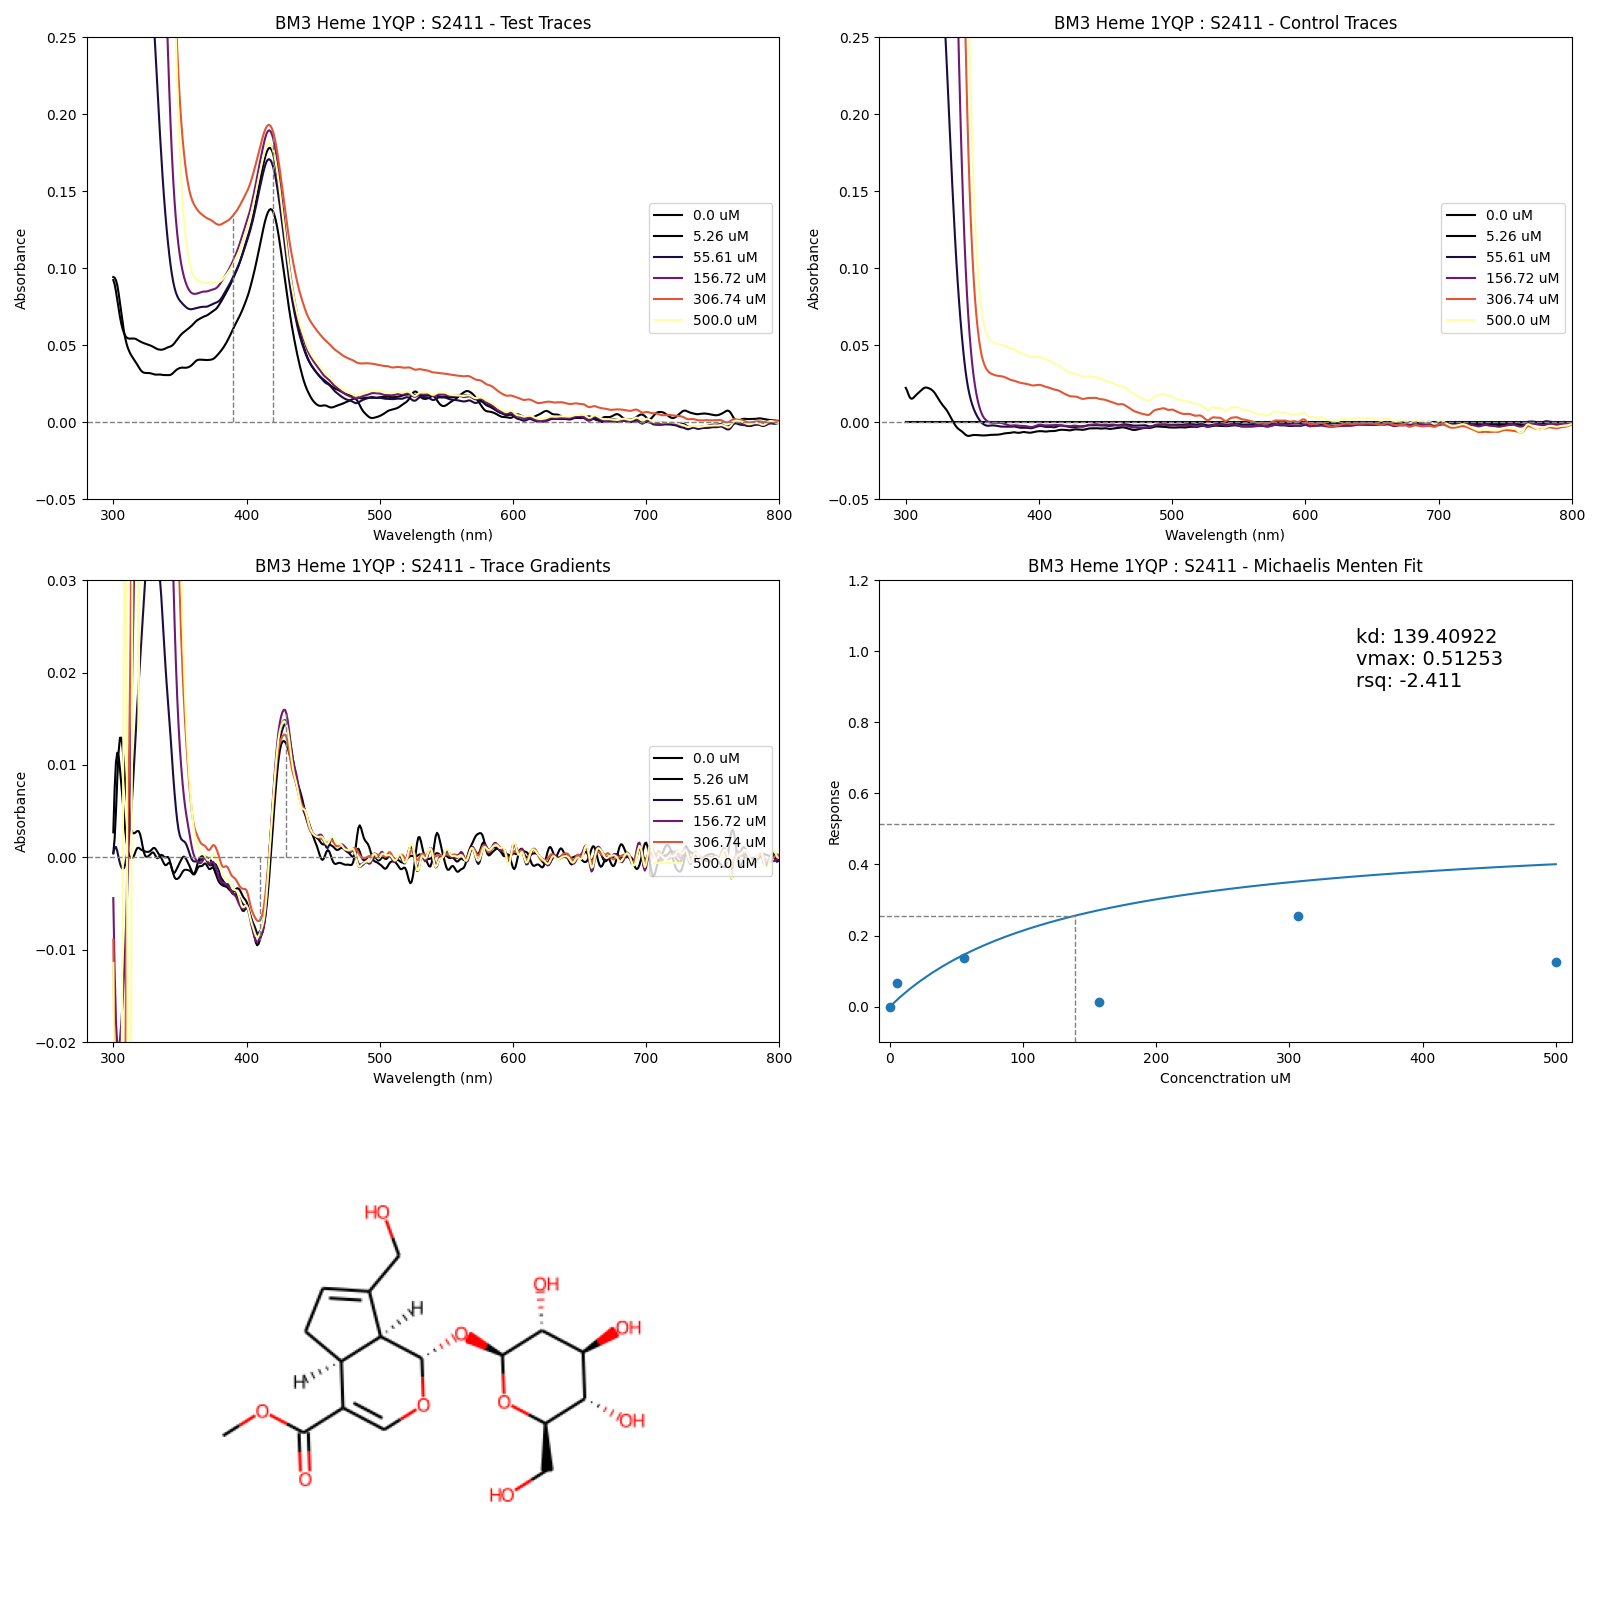 BM3 Heme 1YQP : S2411 - Test Traces
0.25
0.20
0.15
0.10
0.05
0.00
−0.05
Absorbance
300 400 500 600 700 800
Wavelength (nm)
0.0 uM
5.26 uM
55.61 uM
156.72 uM
306.74 uM
500.0 uM
BM3 Heme 1YQP : S2411 - Control Traces
0.25
0.20
0.15
0.10
0.05
0.00
−0.05
Absorbance
300 400 500 600 700 800
Wavelength (nm)
0.0 uM
5.26 uM
55.61 uM
156.72 uM
306.74 uM
500.0 uM
BM3 Heme 1YQP : S2411 - Trace Gradients
0.03
0.02
0.01
0.00
−0.01
−0.02
Absorbance
300 400 500 600 700 800
Wavelength (nm)
0.0 uM
5.26 uM
55.61 uM
156.72 uM
306.74 uM
500.0 uM
BM3 Heme 1YQP : S2411 - Michaelis Menten Fit
1.2
1.0
0.8
0.6
0.4
0.2
0.0
Response
0 100 200 300 400 500
Concenctration uM
kd: 139.40922
vmax: 0.51253
rsq: -2.411
HO
OH
H
O
OH
H
O
O
O
OH
O
HO